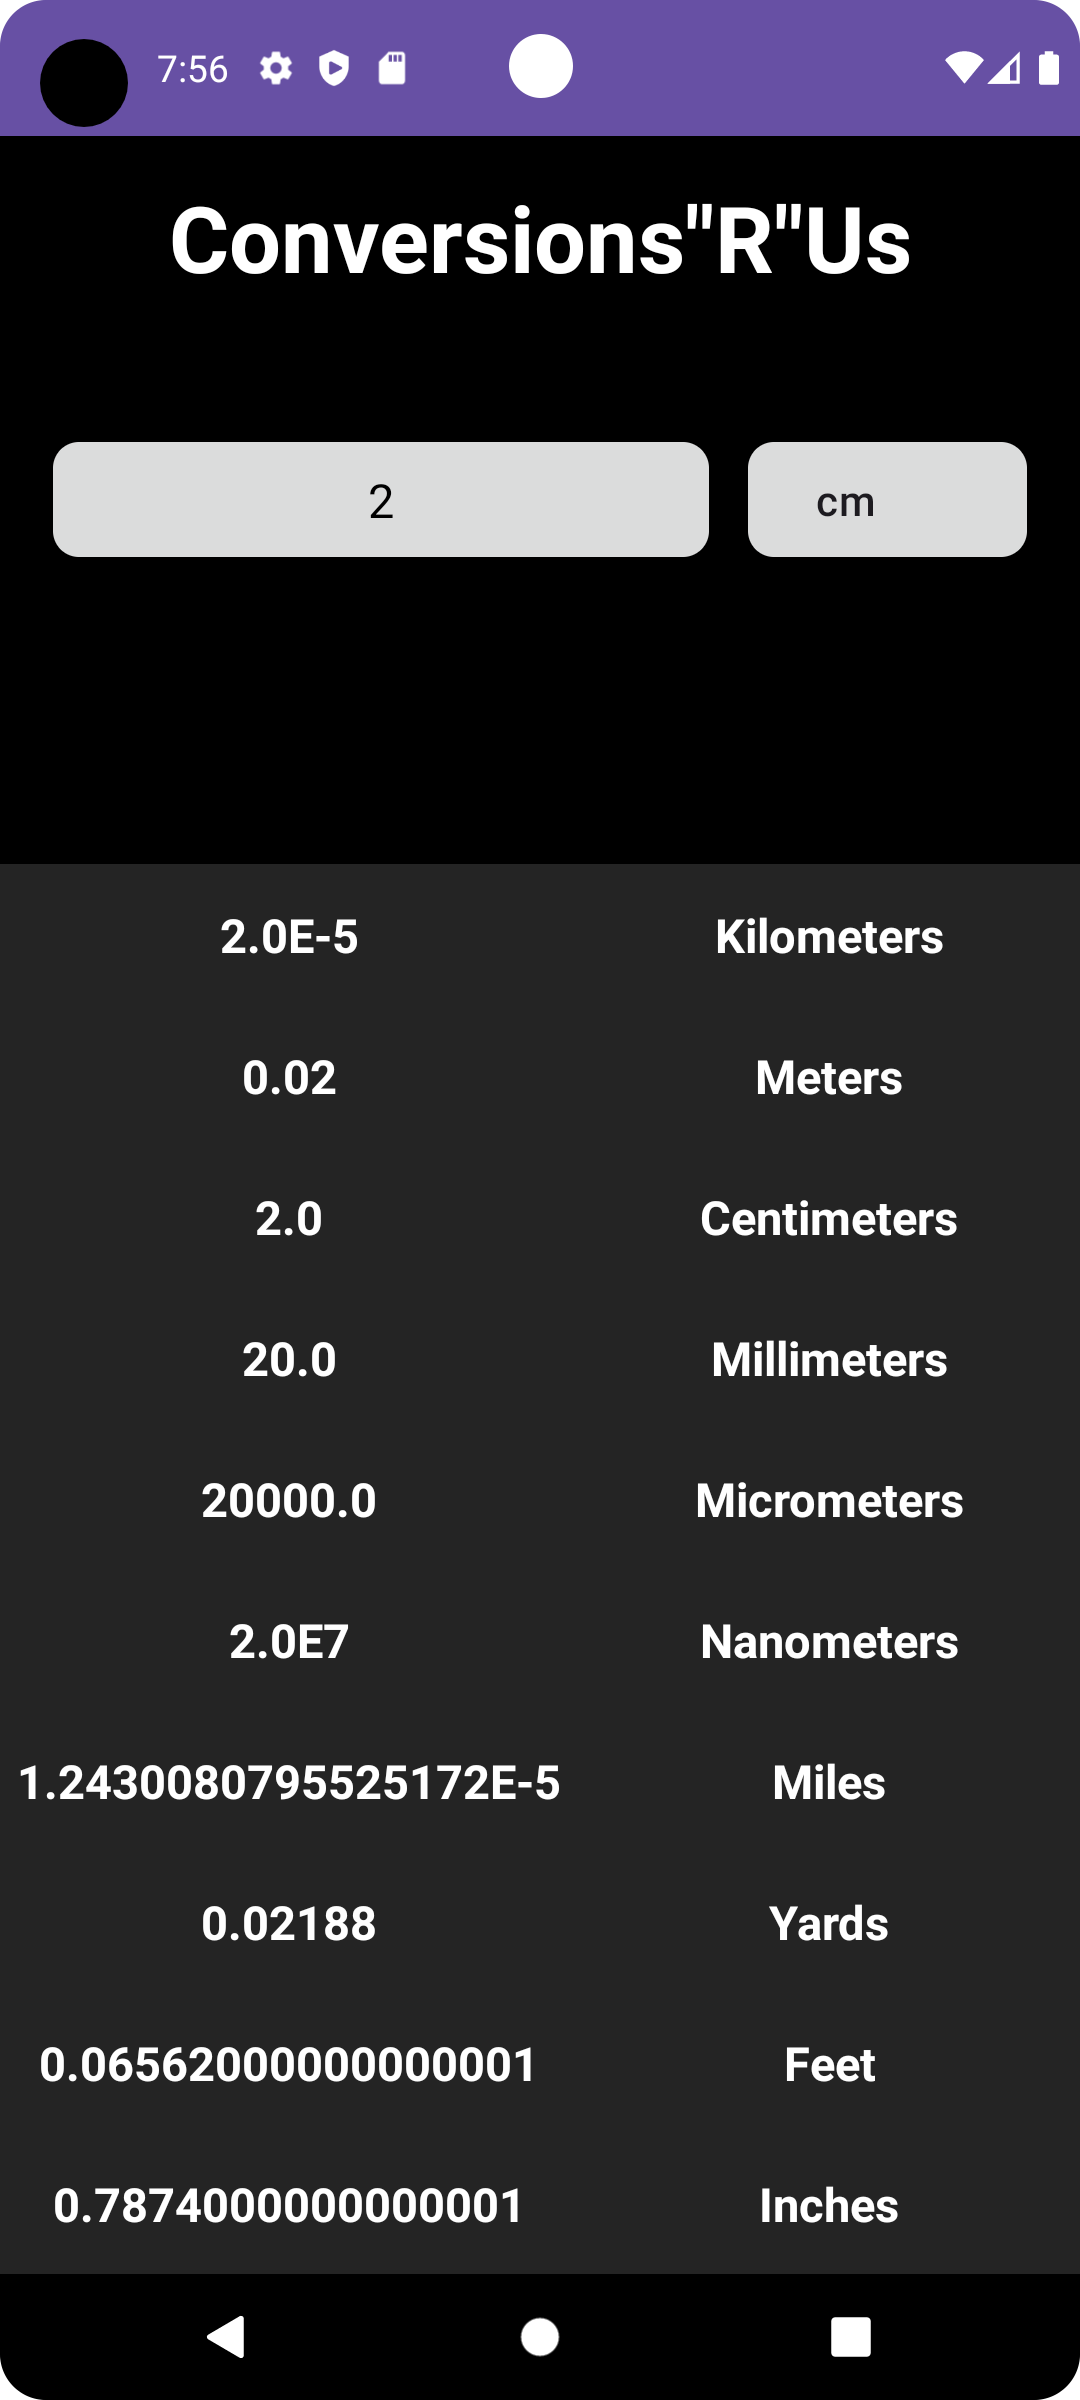 7:56
Conversions"R"Us
2 cm
2.0E-5 Kilometers
0.02 Meters
2.0 Centimeters
20.0 Millimeters
20000.0 Micrometers
2.0E7 Nanometers
1.2430080795525172E-5 Miles
0.02188 Yards
0.06562000000000001 Feet
0.7874000000000001 Inches